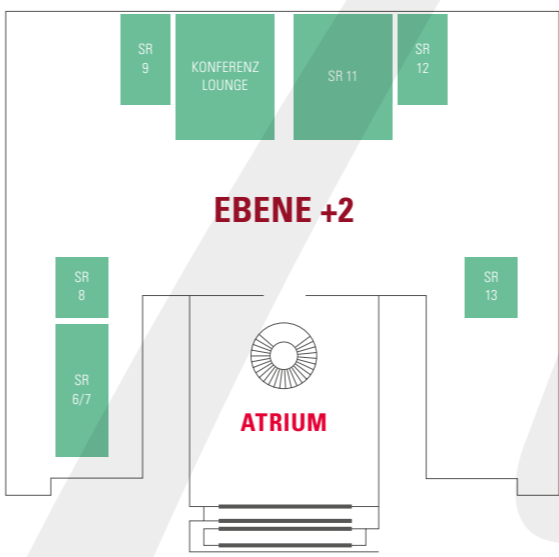 SR
9
KONFERENZ
LOUNGE
SR 11
SR
12
EBENE +2
SR
8
SR
13
SR
6/7
ATRIUM